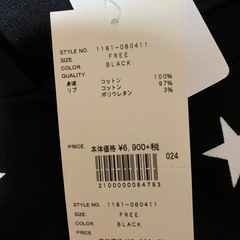 STYLE NO. 1161-080411
SIZE. FREE
COLOR. BLACK
QUALITY
身頃 コットン 100%
リブ コットン 97%
ポリウレタン 3%
PRICE. 本体価格 ¥6,900+税
024
2100000064793
STYLE NO. 1161-080411
SIZE. FREE
COLOR. BLACK